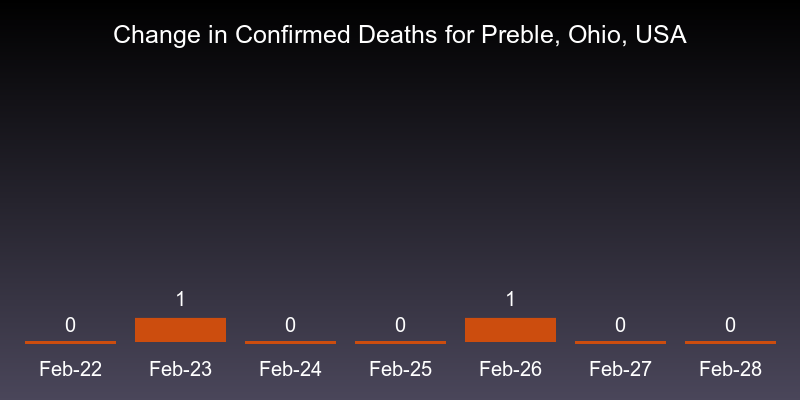 Change in Confirmed Deaths for Preble, Ohio, USA
0 1 0 0 1 0 0
Feb-22 Feb-23 Feb-24 Feb-25 Feb-26 Feb-27 Feb-28